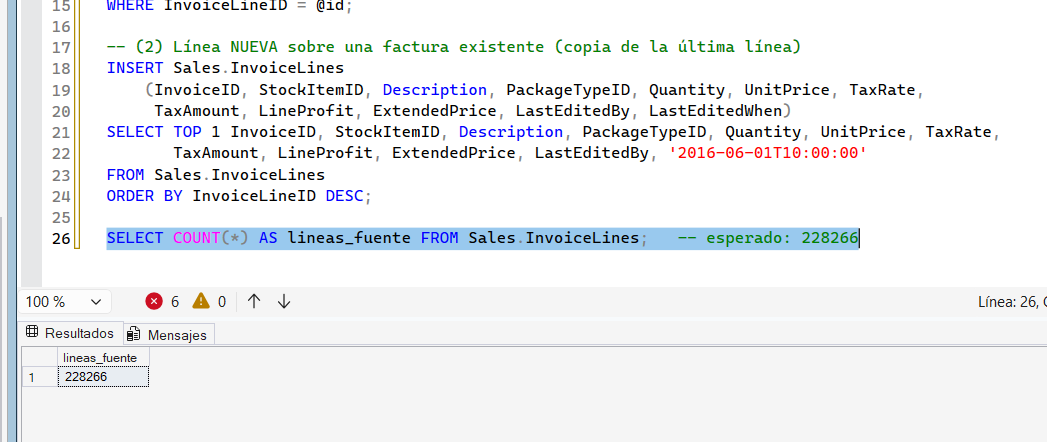 15 WHERE InvoiceLineID = @id;
16
17 -- (2) Línea NUEVA sobre una factura existente (copia de la última línea)
18 INSERT Sales.InvoiceLines
19 (InvoiceID, StockItemID, Description, PackageTypeID, Quantity, UnitPrice, TaxRate,
20 TaxAmount, LineProfit, ExtendedPrice, LastEditedBy, LastEditedWhen)
21 SELECT TOP 1 InvoiceID, StockItemID, Description, PackageTypeID, Quantity, UnitPrice, TaxRate,
22 TaxAmount, LineProfit, ExtendedPrice, LastEditedBy, '2016-06-01T10:00:00'
23 FROM Sales.InvoiceLines
24 ORDER BY InvoiceLineID DESC;
25
26 SELECT COUNT(*) AS lineas_fuente FROM Sales.InvoiceLines; -- esperado: 228266
100 % 6 0 Línea: 26,
Resultados Mensajes
lineas_fuente
1 228266